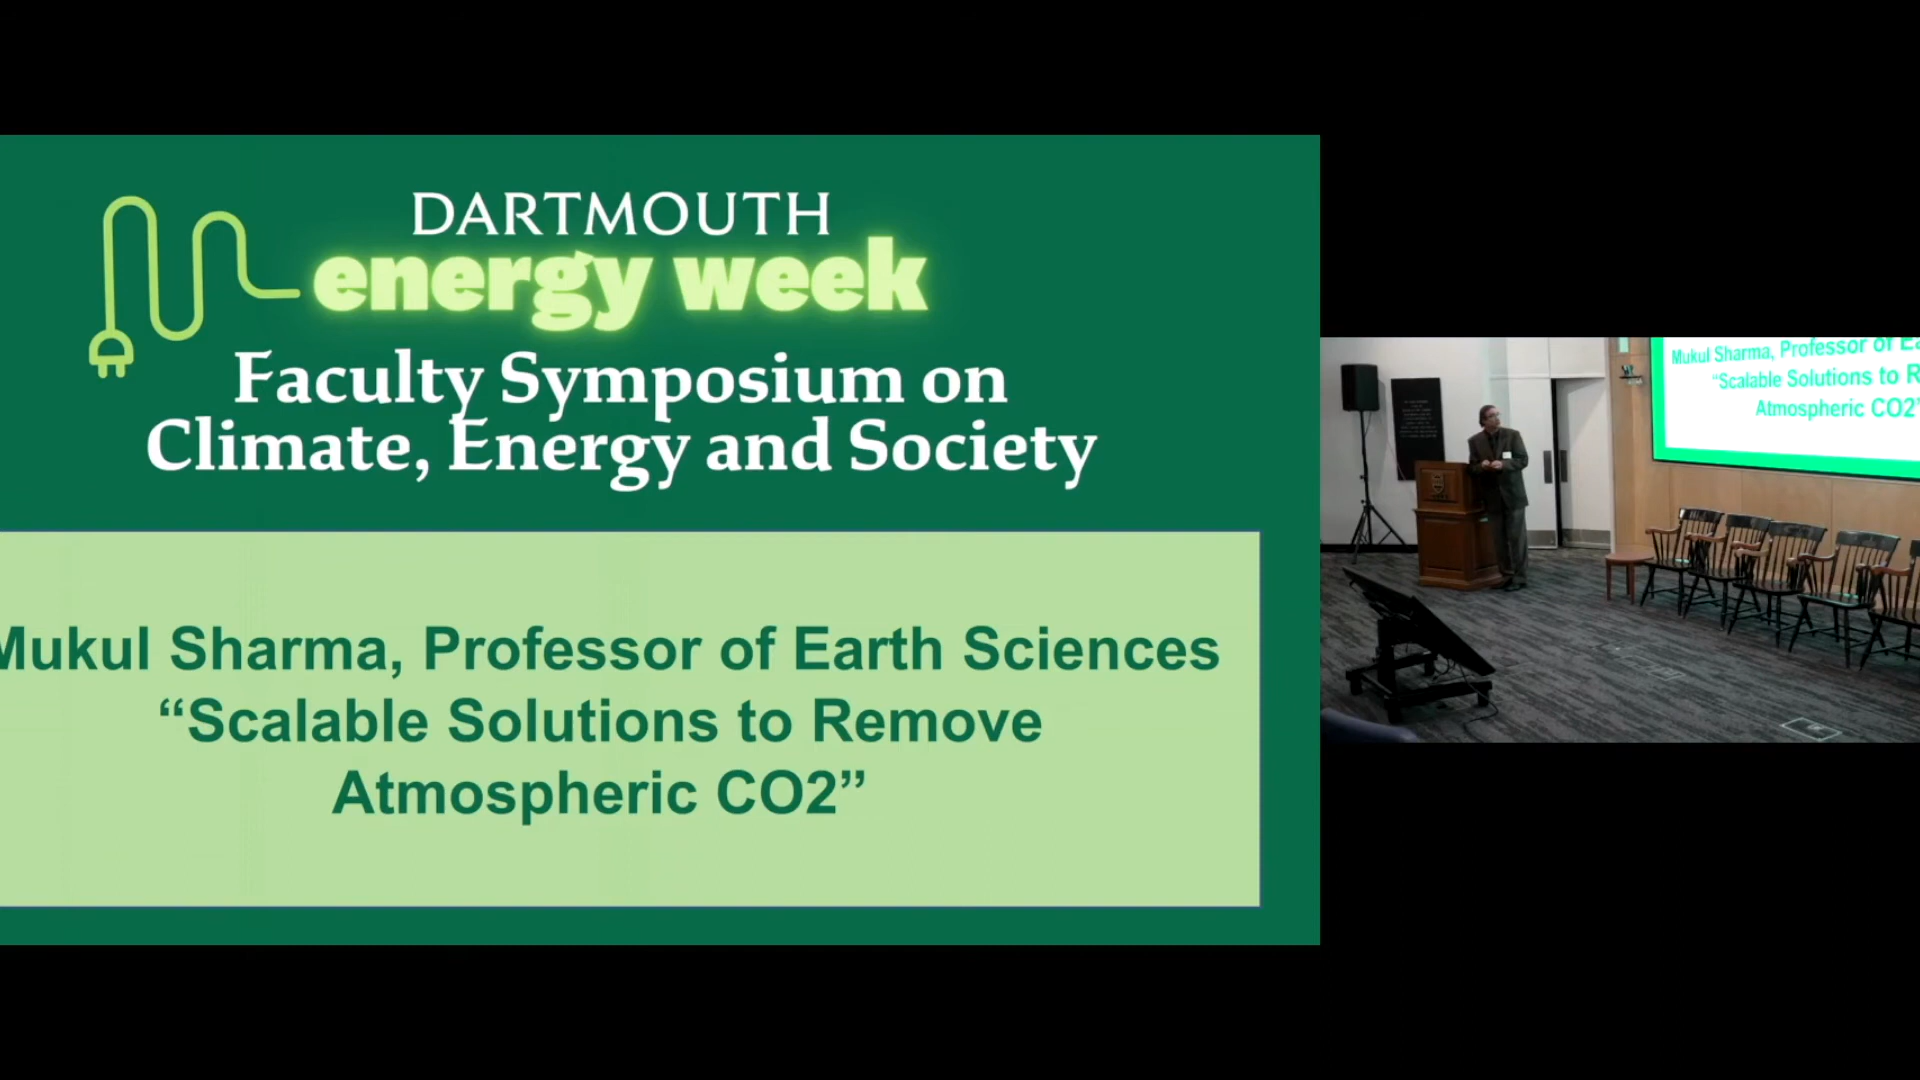 DARTMOUTH
energy week
Faculty Symposium on
Climate, Energy and Society
Mukul Sharma, Professor of Earth Sciences
“Scalable Solutions to Remove
Atmospheric CO2”
Mukul Sharma, Professor of
“Scalable Solutions to
Atmospheric CO2”